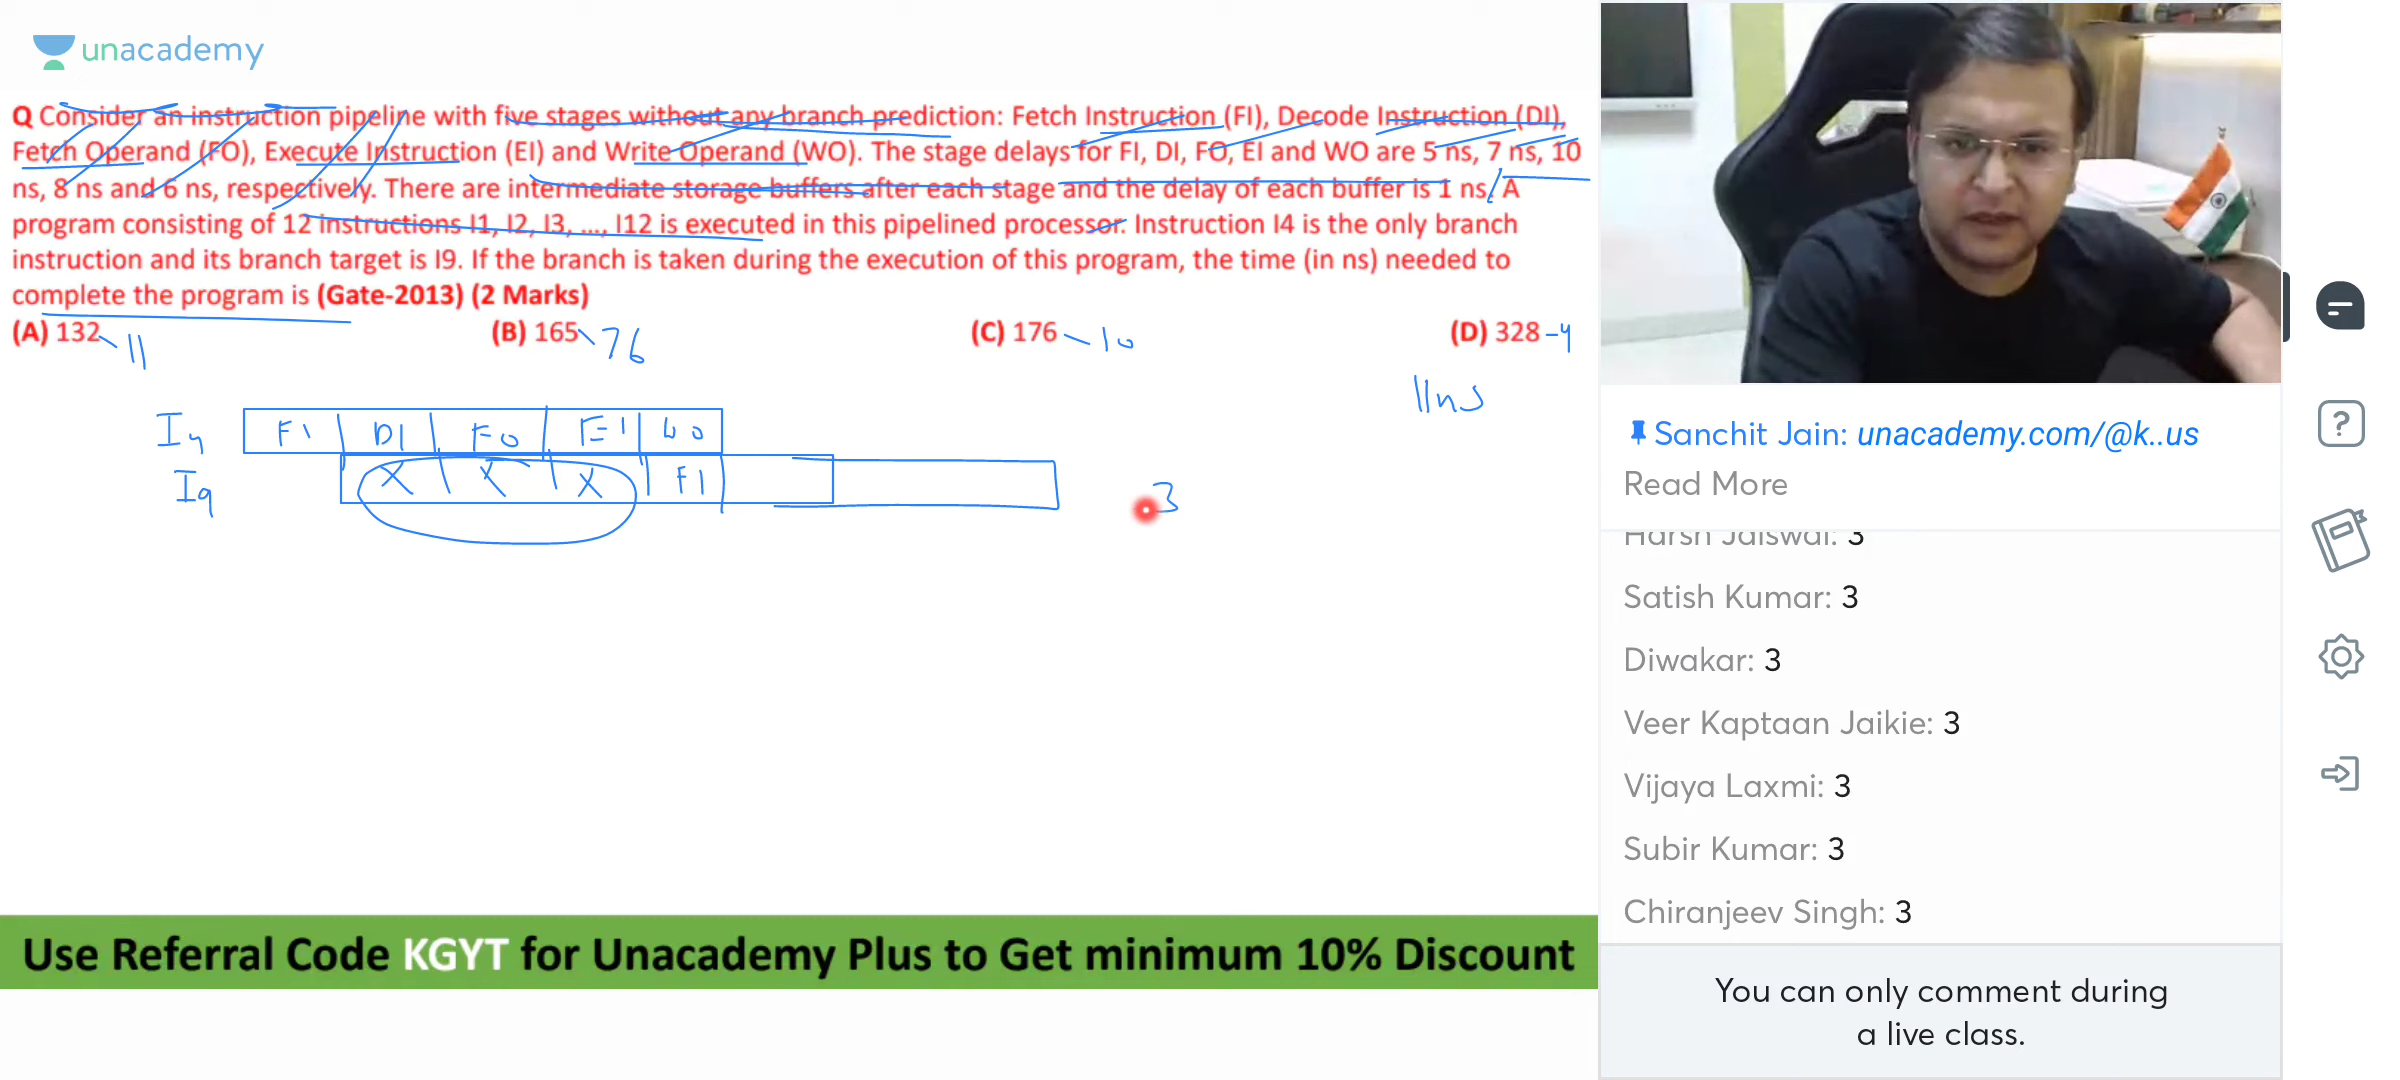 unacademy
Q Consider an instruction pipeline with five stages without any branch prediction: Fetch Instruction (FI), Decode Instruction (DI),
Fetch Operand (FO), Execute Instruction (EI) and Write Operand (WO). The stage delays for FI, DI, FO, EI and WO are 5 ns, 7 ns, 10
ns, 8 ns and 6 ns, respectively. There are intermediate storage buffers after each stage and the delay of each buffer is 1 ns. A
program consisting of 12 instructions I1, I2, I3, ..., I12 is executed in this pipelined processor. Instruction I4 is the only branch
instruction and its branch target is I9. If the branch is taken during the execution of this program, the time (in ns) needed to
complete the program is (Gate-2013) (2 Marks)
(A) 132 (B) 165 (C) 176 (D) 328
11 76 10 -4
11ns
I4 FI DI FO EI WO
I9 X X X FI
3
Use Referral Code KGYT for Unacademy Plus to Get minimum 10% Discount
Sanchit Jain: unacademy.com/@k..us
Read More
Harsh Jaiswal: 3
Satish Kumar: 3
Diwakar: 3
Veer Kaptaan Jaikie: 3
Vijaya Laxmi: 3
Subir Kumar: 3
Chiranjeev Singh: 3
You can only comment during
a live class.